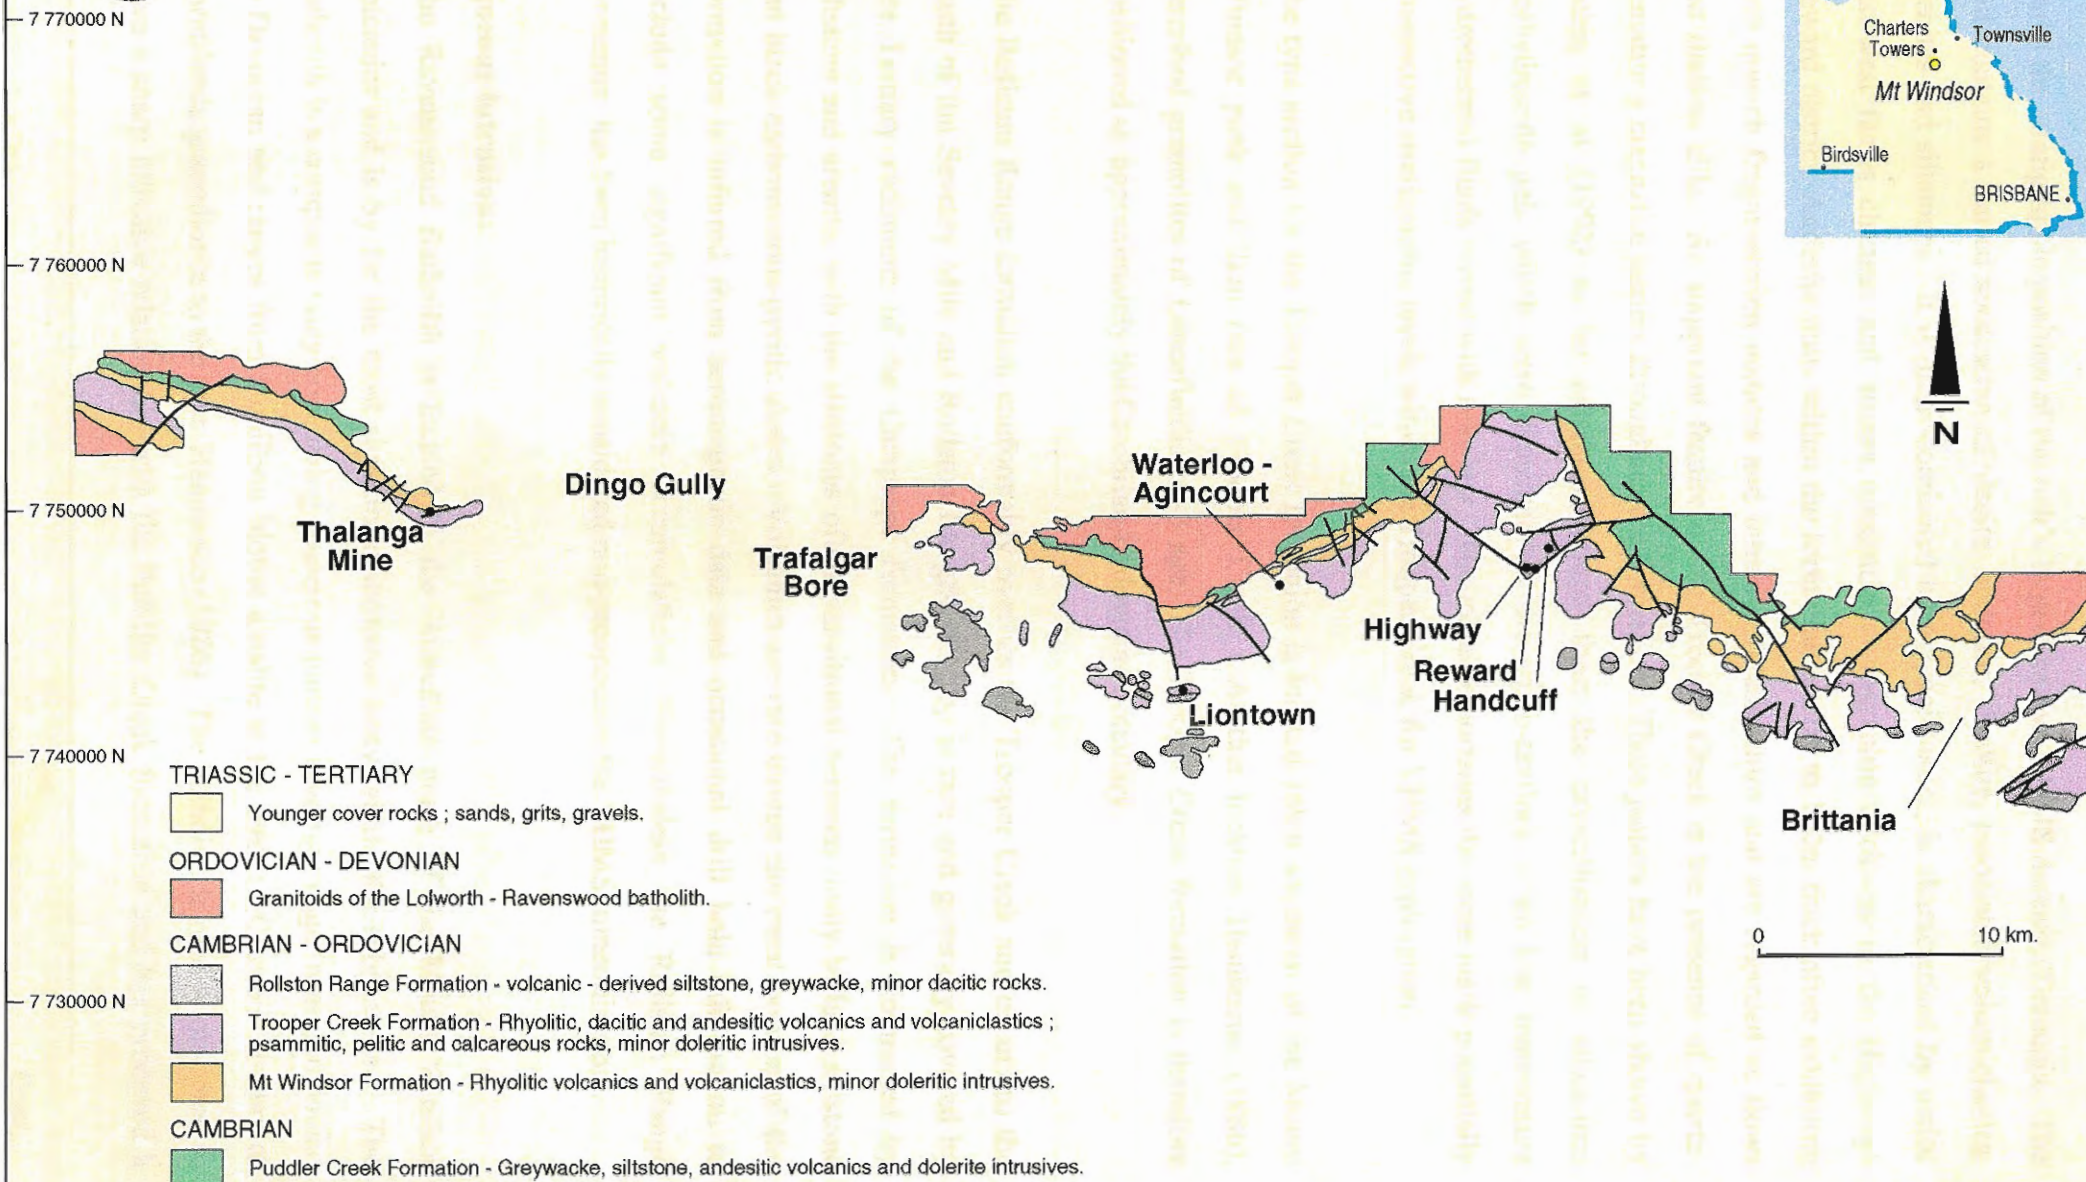 7 770000 N
Charters
Towers
Townsville
Mt Windsor
Birdsville
BRISBANE
7 760000 N
N
7 750000 N
Thalanga
Mine
Dingo Gully
Trafalgar
Bore
Waterloo -
Agincourt
Highway
Reward
Handcuff
Liontown
Brittania
7 740000 N
0 10 km.
7 730000 N
TRIASSIC - TERTIARY
Younger cover rocks ; sands, grits, gravels.
ORDOVICIAN - DEVONIAN
Granitoids of the Lolworth - Ravenswood batholith.
CAMBRIAN - ORDOVICIAN
Rollston Range Formation - volcanic - derived siltstone, greywacke, minor dacitic rocks.
Trooper Creek Formation - Rhyolitic, dacitic and andesitic volcanics and volcaniclastics ;
psammitic, pelitic and calcareous rocks, minor doleritic intrusives.
Mt Windsor Formation - Rhyolitic volcanics and volcaniclastics, minor doleritic intrusives.
CAMBRIAN
Puddler Creek Formation - Greywacke, siltstone, andesitic volcanics and dolerite intrusives.